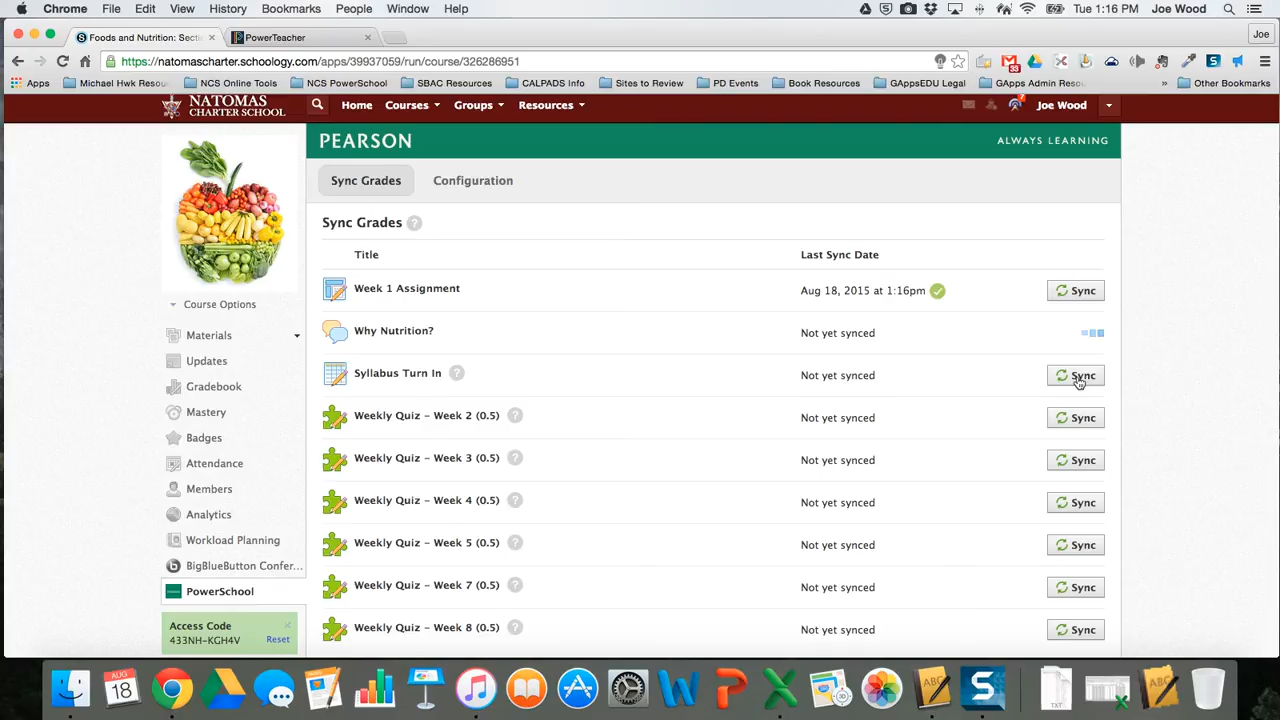 Chrome File Edit View History Bookmarks People Window Help Tue 1:16 PM Joe Wood
Foods and Nutrition: Secti PowerTeacher Joe
https://natomascharter.schoology.com/apps/39937059/run/course/326286951
Apps Michael Hwk Resou NCS Online Tools NCS PowerSchool SBAC Resources CALPADS Info Sites to Review PD Events Book Resources GAppsEDU Legal GApps Admin Reso » Other Bookmarks
NATOMAS
CHARTER SCHOOL
Home Courses Groups Resources Joe Wood
PEARSON ALWAYS LEARNING
Sync Grades Configuration
Sync Grades ?
Title Last Sync Date
Week 1 Assignment Aug 18, 2015 at 1:16pm Sync
Why Nutrition? Not yet synced
Syllabus Turn In ? Not yet synced Sync
Weekly Quiz – Week 2 (0.5) ? Not yet synced Sync
Weekly Quiz – Week 3 (0.5) ? Not yet synced Sync
Weekly Quiz – Week 4 (0.5) ? Not yet synced Sync
Weekly Quiz – Week 5 (0.5) ? Not yet synced Sync
Weekly Quiz – Week 7 (0.5) ? Not yet synced Sync
Weekly Quiz – Week 8 (0.5) ? Not yet synced Sync
Course Options
Materials
Updates
Gradebook
Mastery
Badges
Attendance
Members
Analytics
Workload Planning
BigBlueButton Confer...
PowerSchool
Access Code
433NH-KGH4V Reset
AUG
18